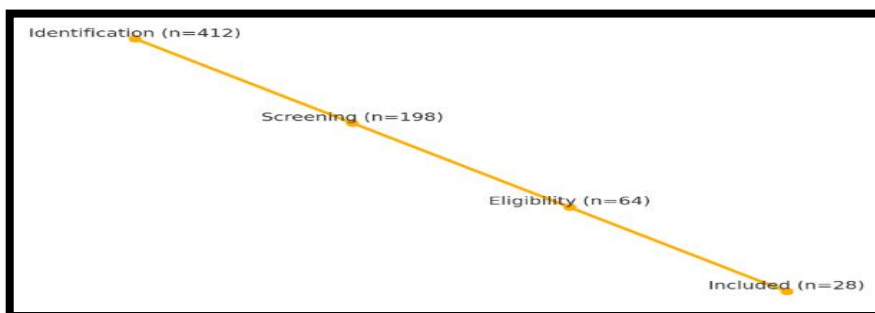 Identification (n=412)
Screening (n=198)
Eligibility (n=64)
Included (n=28)